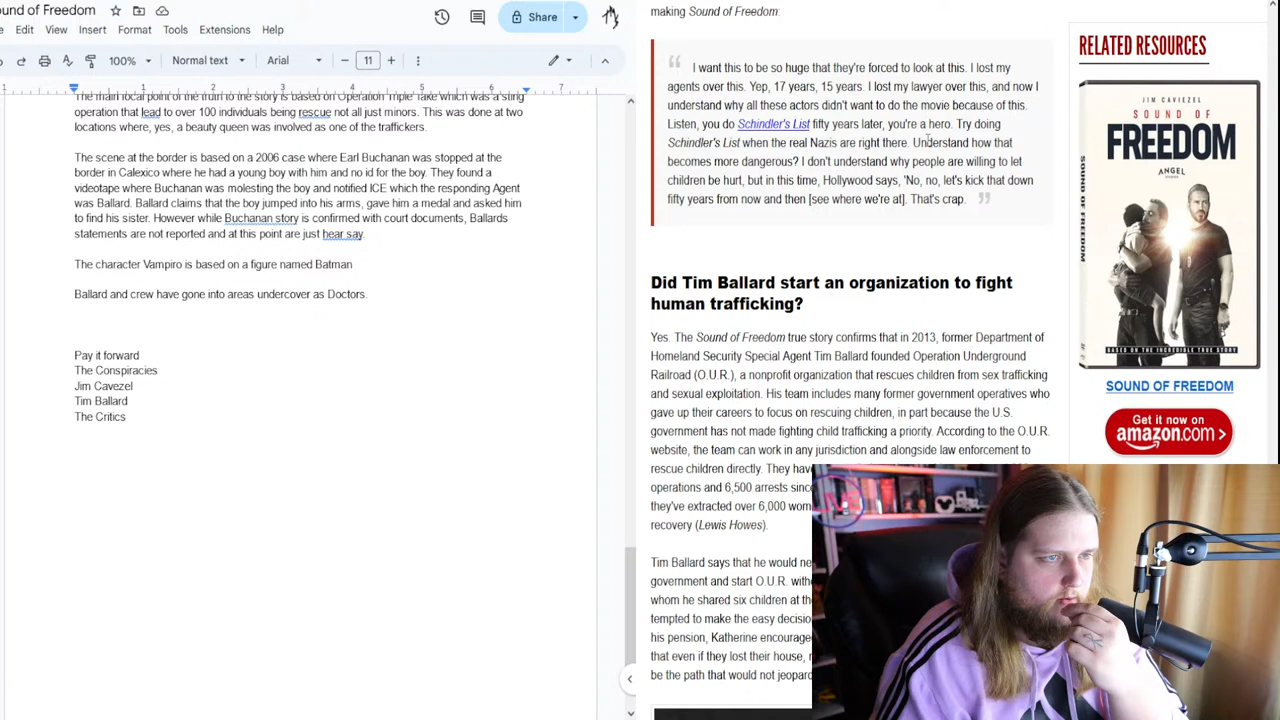 ound of Freedom
Share
Edit View Insert Format Tools Extensions Help
100% Normal text Arial 11
1 1 2 3 4 5 6 7
The main focal point of the truth to the story is based on Operation Triple Take which was a sting
operation that lead to over 100 individuals being rescue not all just minors. This was done at two
locations where, yes, a beauty queen was involved as one of the traffickers.
The scene at the border is based on a 2006 case where Earl Buchanan was stopped at the
border in Calexico where he had a young boy with him and no id for the boy. They found a
videotape where Buchanan was molesting the boy and notified ICE which the responding Agent
was Ballard. Ballard claims that the boy jumped into his arms, gave him a medal and asked him
to find his sister. However while Buchanan story is confirmed with court documents, Ballards
statements are not reported and at this point are just hear say.
The character Vampiro is based on a figure named Batman
Ballard and crew have gone into areas undercover as Doctors.
Pay it forward
The Conspiracies
Jim Cavezel
Tim Ballard
The Critics
making Sound of Freedom:
“ I want this to be so huge that they're forced to look at this. I lost my
agents over this. Yep, 17 years, 15 years. I lost my lawyer over this, and now I
understand why all these actors didn't want to do the movie because of this.
Listen, you do Schindler's List fifty years later, you're a hero. Try doing
Schindler's List when the real Nazis are right there. Understand how that
becomes more dangerous? I don't understand why people are willing to let
children be hurt, but in this time, Hollywood says, 'No, no, let's kick that down
fifty years from now and then [see where we're at]. That's crap. ”
Did Tim Ballard start an organization to fight
human trafficking?
Yes. The Sound of Freedom true story confirms that in 2013, former Department of
Homeland Security Special Agent Tim Ballard founded Operation Underground
Railroad (O.U.R.), a nonprofit organization that rescues children from sex trafficking
and sexual exploitation. His team includes many former government operatives who
gave up their careers to focus on rescuing children, in part because the U.S.
government has not made fighting child trafficking a priority. According to the O.U.R.
website, the team can work in any jurisdiction and alongside law enforcement to
rescue children directly. They have
operations and 6,500 arrests since
they've extracted over 6,000 wom
recovery (Lewis Howes).
Tim Ballard says that he would ne
government and start O.U.R. with
whom he shared six children at the
tempted to make the easy decisio
his pension, Katherine encourage
that even if they lost their house,
be the path that would not jeopard
RELATED RESOURCES
JIM CAVIEZEL
SOUND OF
FREEDOM
ANGEL
STUDIOS
SOUND OF FREEDOM
BASED ON THE INCREDIBLE TRUE STORY
SOUND OF FREEDOM
Get it now on
amazon.com >
LIVE